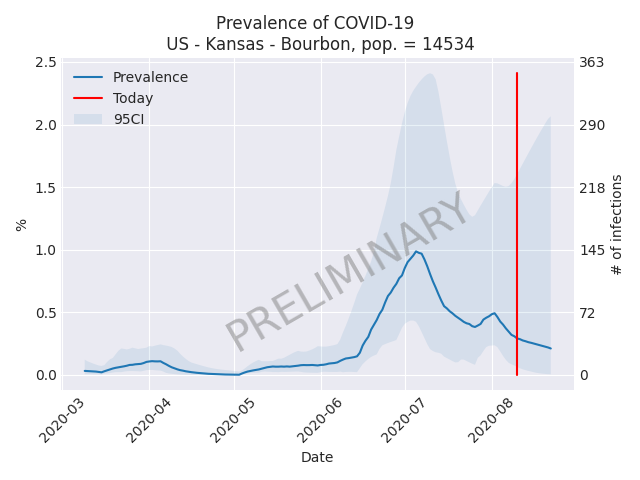 Prevalence of COVID-19
US - Kansas - Bourbon, pop. = 14534
Prevalence
Today
95CI
PRELIMINARY
%
2.5
2.0
1.5
1.0
0.5
0.0
363
290
218
145
72
0
# of infections
2020-03
2020-04
2020-05
2020-06
2020-07
2020-08
Date